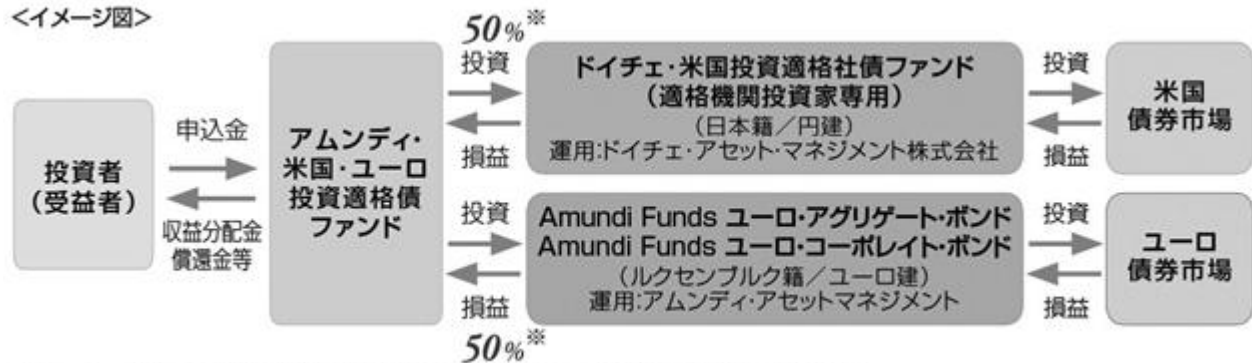 <イメージ図>
投資者
(受益者)
申込金
収益分配金
償還金等
アムンディ・
米国・ユーロ
投資適格債
ファンド
50%※
投資
損益
ドイチェ・米国投資適格社債ファンド
(適格機関投資家専用)
(日本籍/円建)
運用:ドイチェ・アセット・マネジメント株式会社
投資
損益
米国
債券市場
投資
損益
50%※
Amundi Funds ユーロ・アグリゲート・ボンド
Amundi Funds ユーロ・コーポレイト・ボンド
(ルクセンブルク籍/ユーロ建)
運用:アムンディ・アセットマネジメント
投資
損益
ユーロ
債券市場